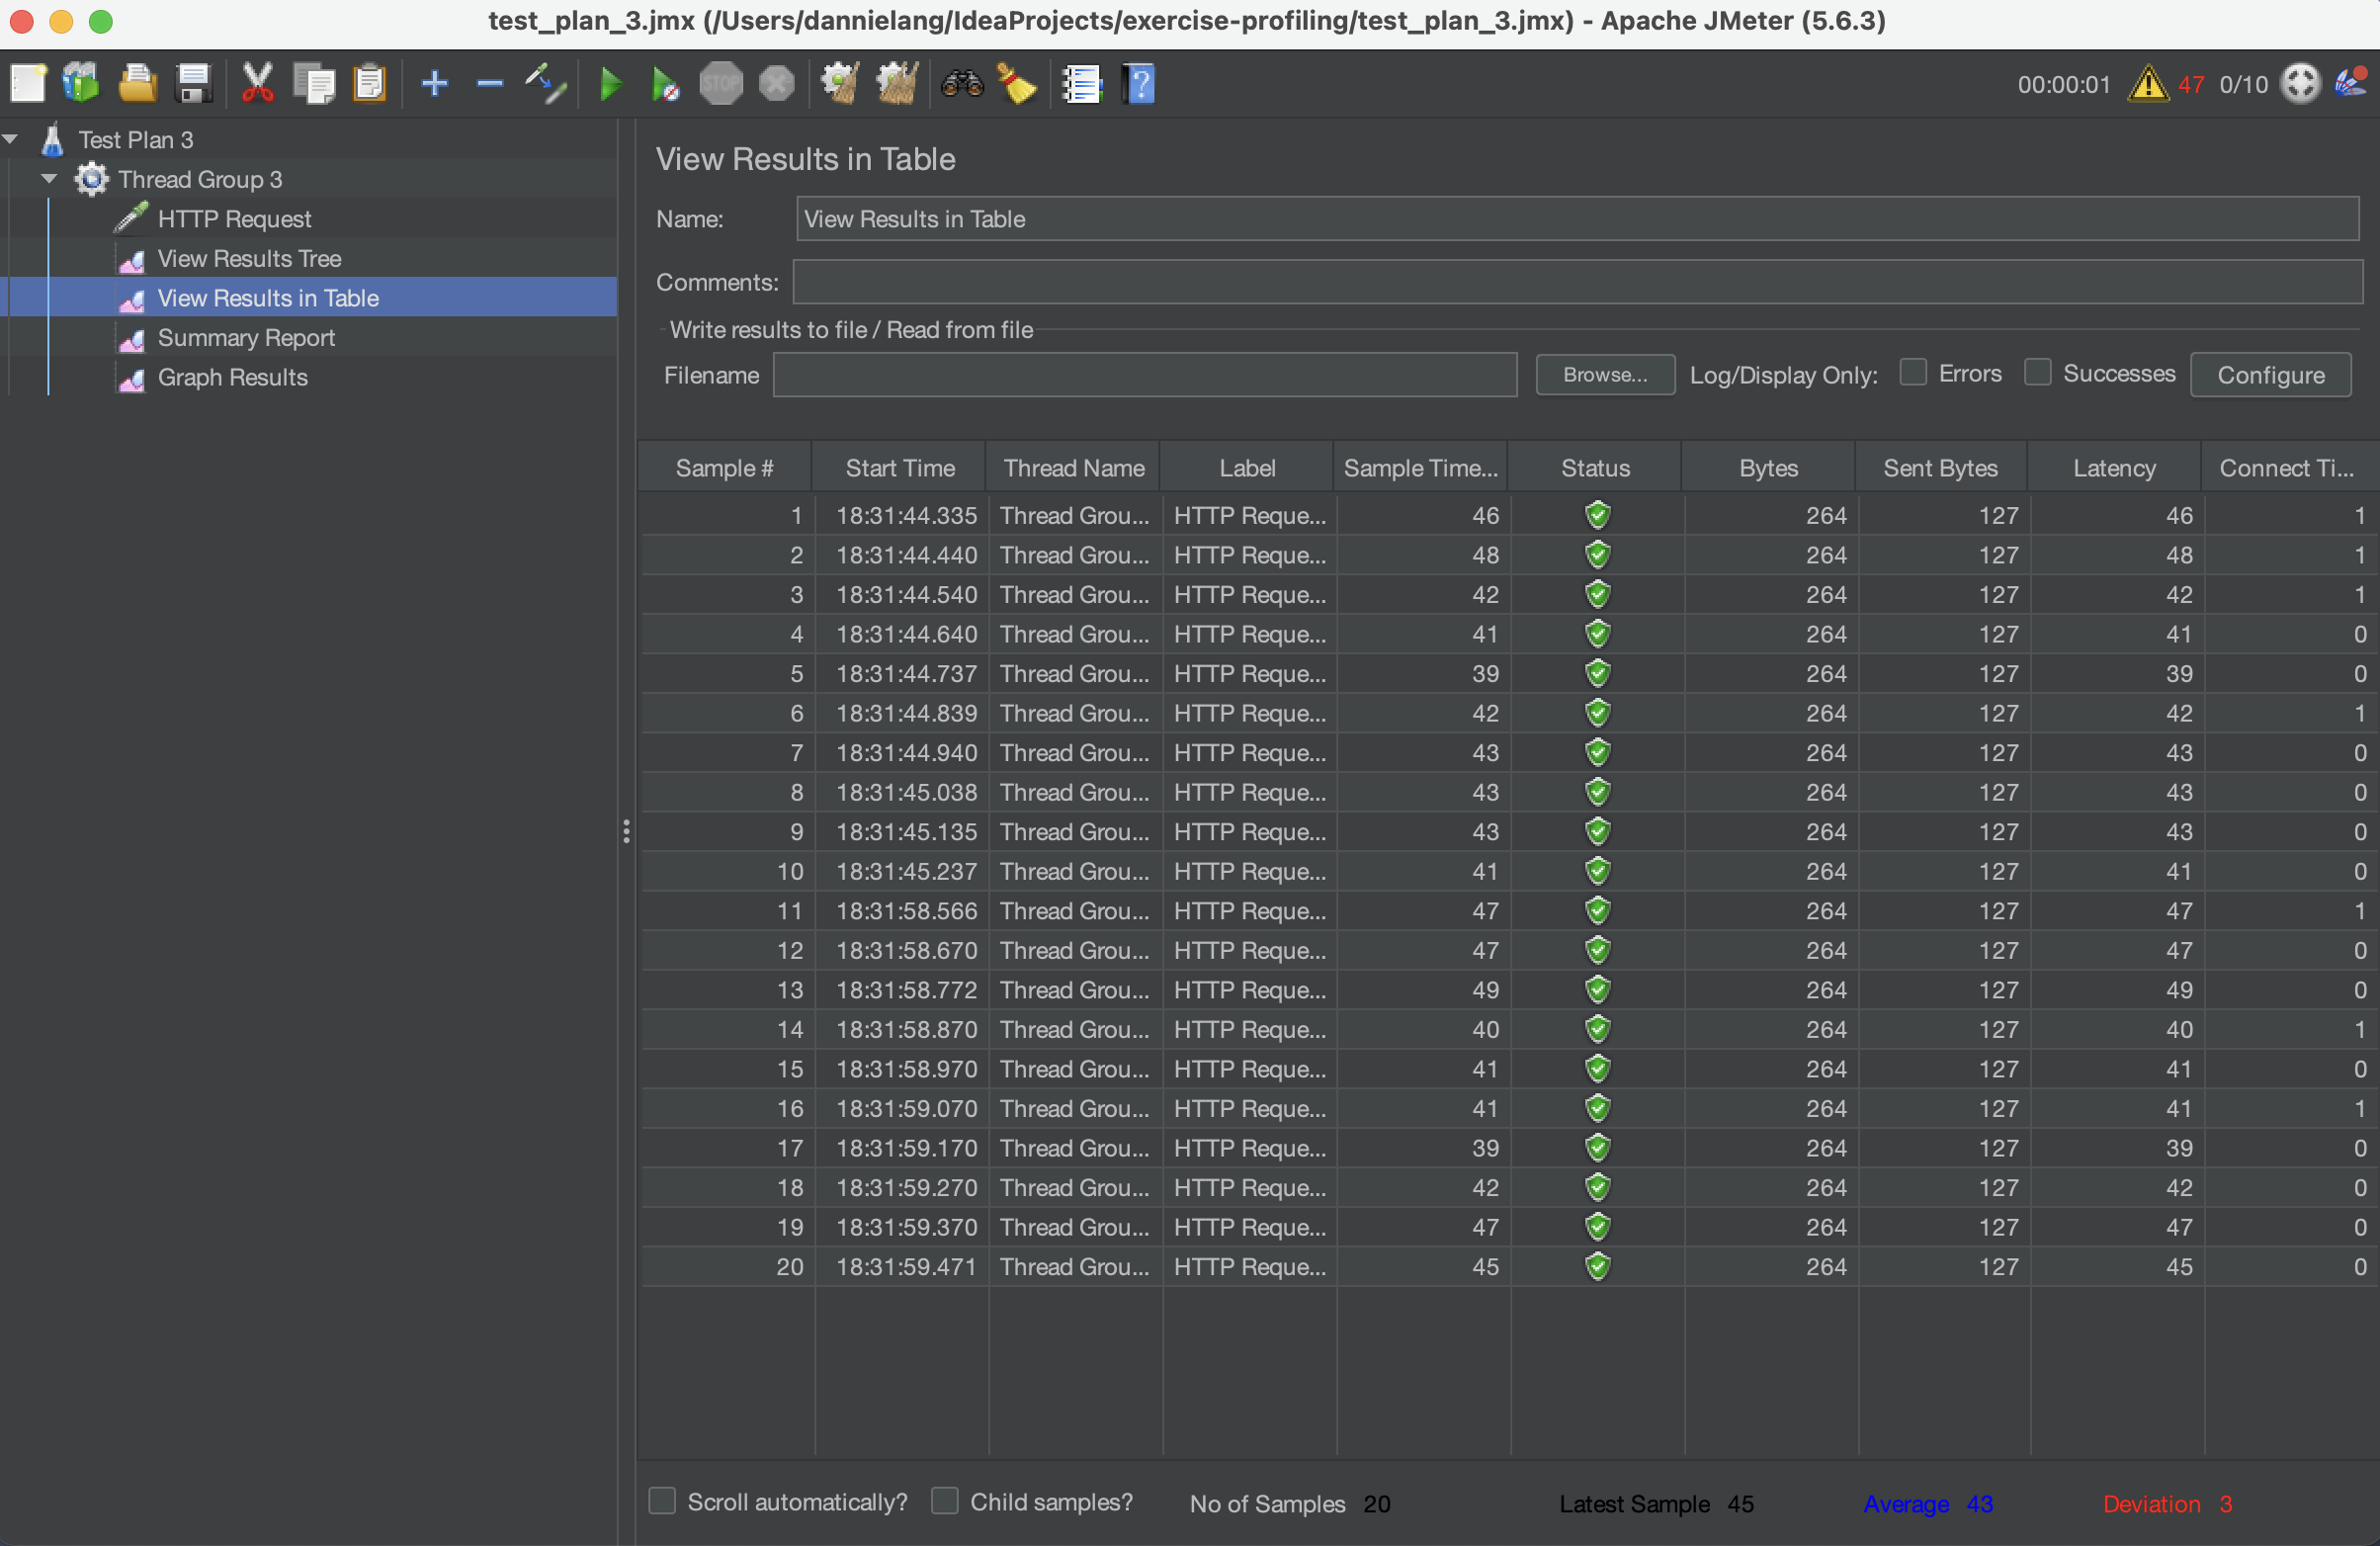 test_plan_3.jmx (/Users/dannielang/IdeaProjects/exercise-profiling/test_plan_3.jmx) - Apache JMeter (5.6.3)
STOP
?
00:00:01 47 0/10
Test Plan 3
Thread Group 3
HTTP Request
View Results Tree
View Results in Table
Summary Report
Graph Results
View Results in Table
Name: View Results in Table
Comments:
Write results to file / Read from file
Filename Browse... Log/Display Only: Errors Successes Configure
Sample # Start Time Thread Name Label Sample Time... Status Bytes Sent Bytes Latency Connect Ti...
1 18:31:44.335 Thread Grou... HTTP Reque... 46 264 127 46 1
2 18:31:44.440 Thread Grou... HTTP Reque... 48 264 127 48 1
3 18:31:44.540 Thread Grou... HTTP Reque... 42 264 127 42 1
4 18:31:44.640 Thread Grou... HTTP Reque... 41 264 127 41 0
5 18:31:44.737 Thread Grou... HTTP Reque... 39 264 127 39 0
6 18:31:44.839 Thread Grou... HTTP Reque... 42 264 127 42 1
7 18:31:44.940 Thread Grou... HTTP Reque... 43 264 127 43 0
8 18:31:45.038 Thread Grou... HTTP Reque... 43 264 127 43 0
9 18:31:45.135 Thread Grou... HTTP Reque... 43 264 127 43 0
10 18:31:45.237 Thread Grou... HTTP Reque... 41 264 127 41 0
11 18:31:58.566 Thread Grou... HTTP Reque... 47 264 127 47 1
12 18:31:58.670 Thread Grou... HTTP Reque... 47 264 127 47 0
13 18:31:58.772 Thread Grou... HTTP Reque... 49 264 127 49 0
14 18:31:58.870 Thread Grou... HTTP Reque... 40 264 127 40 1
15 18:31:58.970 Thread Grou... HTTP Reque... 41 264 127 41 0
16 18:31:59.070 Thread Grou... HTTP Reque... 41 264 127 41 1
17 18:31:59.170 Thread Grou... HTTP Reque... 39 264 127 39 0
18 18:31:59.270 Thread Grou... HTTP Reque... 42 264 127 42 0
19 18:31:59.370 Thread Grou... HTTP Reque... 47 264 127 47 0
20 18:31:59.471 Thread Grou... HTTP Reque... 45 264 127 45 0
Scroll automatically? Child samples? No of Samples 20 Latest Sample 45 Average 43 Deviation 3